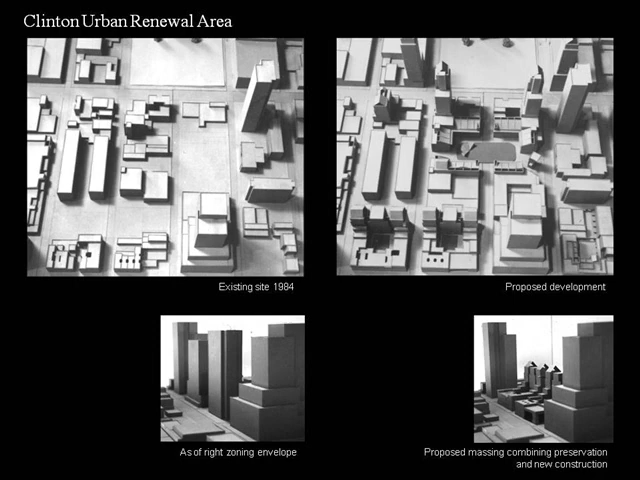 Clinton Urban Renewal Area
Existing site 1984
Proposed development
As of right zoning envelope
Proposed massing combining preservation
and new construction